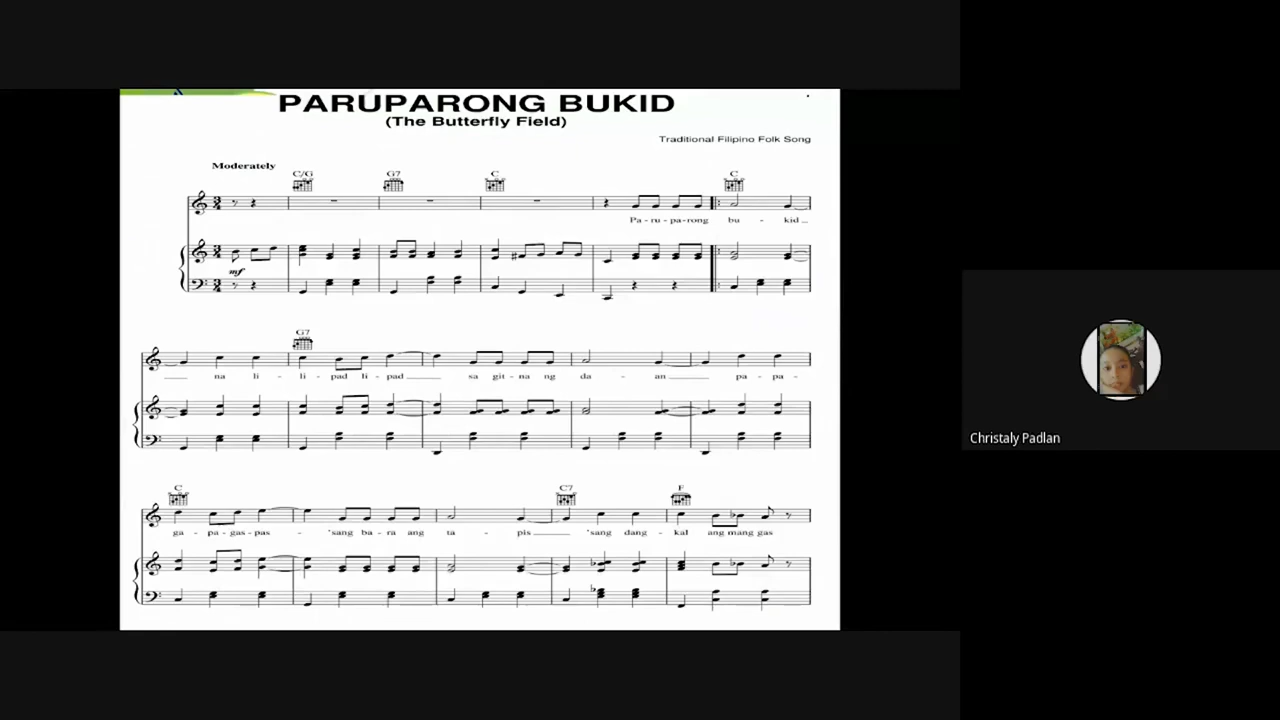 PARUPARONG BUKID
(The Butterfly Field)
Traditional Filipino Folk Song
Moderately
C/G G7 C C
Pa - ru - pa - rong bu - kid
mf
G7
na li - li - pad li - pad sa git - na ng da - an pa - pa -
C C7 F
ga - pa - gas - pas 'sang ba - ra ang ta - pis 'sang dang - kal ang mang gas
Christaly Padlan